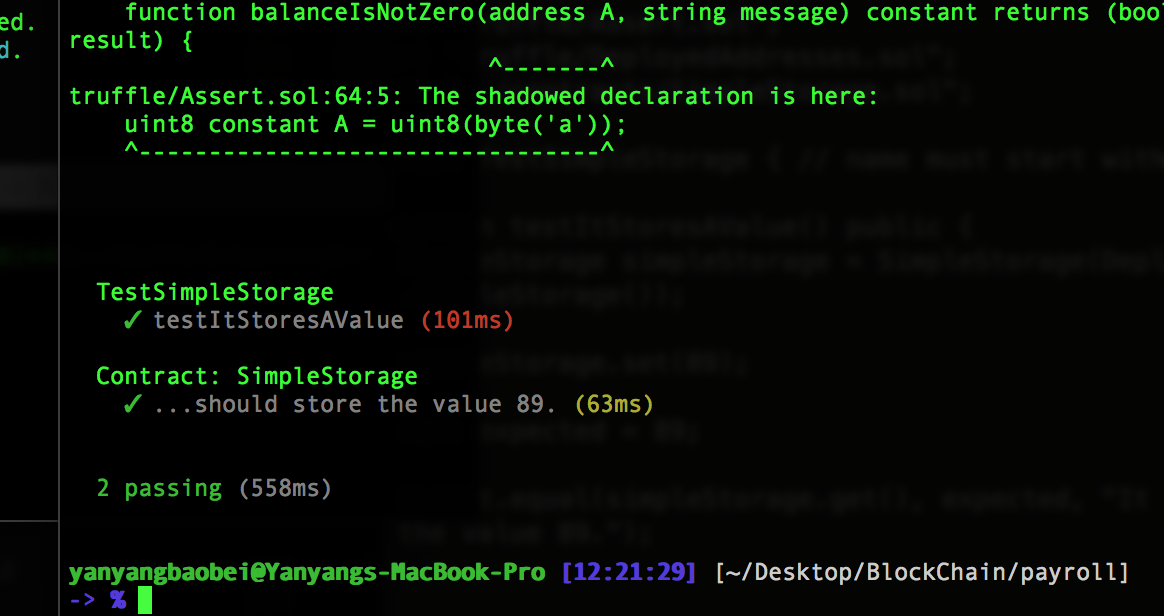 ed.
function balanceIsNotZero(address A, string message) constant returns (bool
d.
result) {
^-------^
truffle/Assert.sol:64:5: The shadowed declaration is here:
uint8 constant A = uint8(byte('a'));
^---------------------------------^
TestSimpleStorage
✓ testItStoresAValue (101ms)
Contract: SimpleStorage
✓ ...should store the value 89. (63ms)
2 passing (558ms)
yanyangbaobei@Yanyangs-MacBook-Pro [12:21:29] [~/Desktop/BlockChain/payroll]
-> %